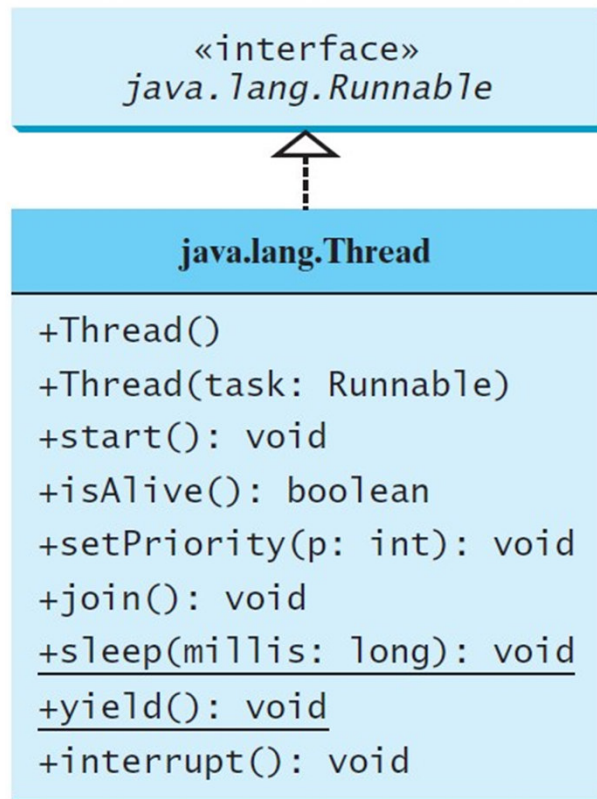 «interface»
java.lang.Runnable
java.lang.Thread
+Thread()
+Thread(task: Runnable)
+start(): void
+isAlive(): boolean
+setPriority(p: int): void
+join(): void
+sleep(millis: long): void
+yield(): void
+interrupt(): void